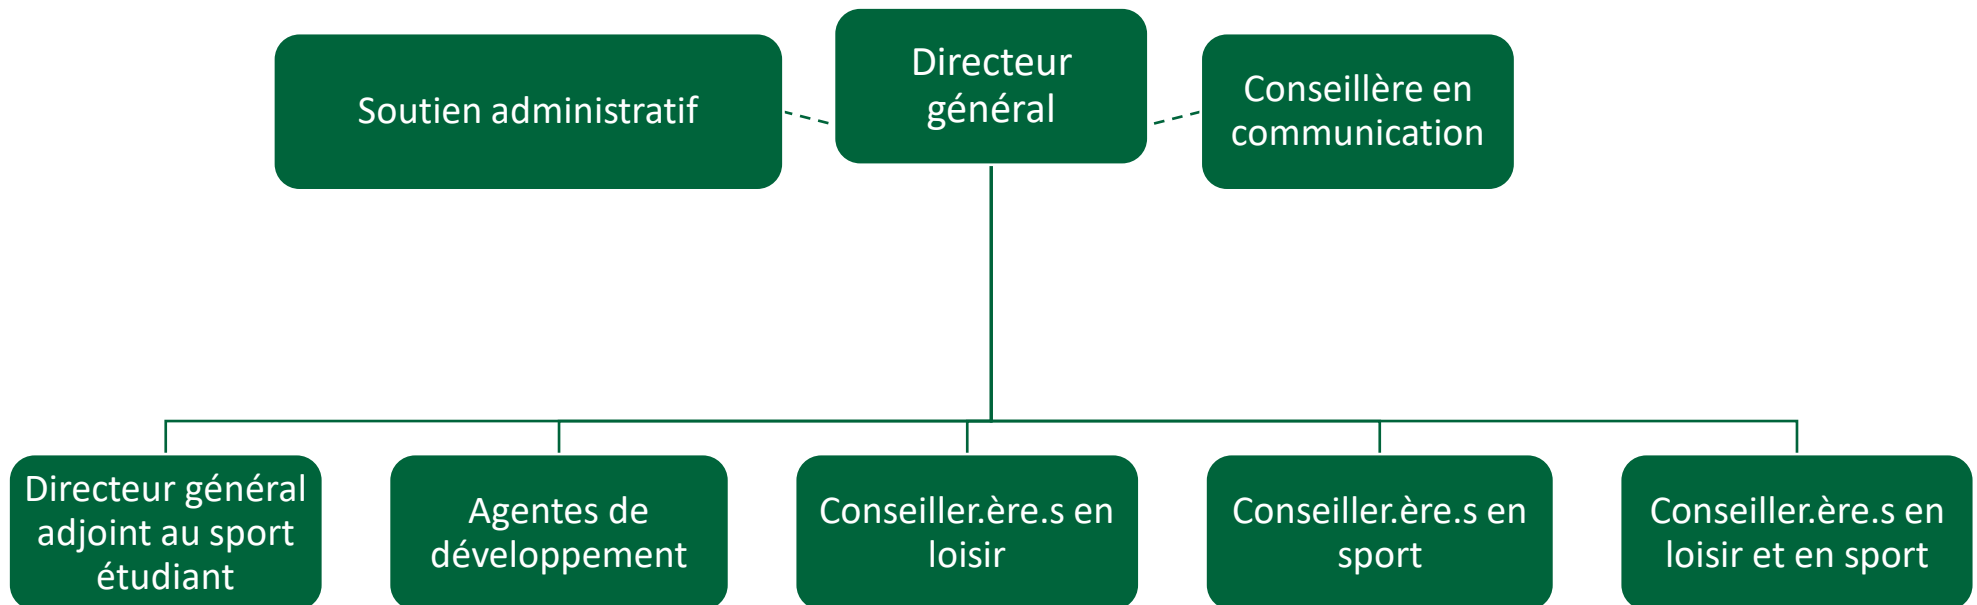 Soutien administratif
Directeur
général
Conseillère en
communication
Directeur général
adjoint au sport
étudiant
Agentes de
développement
Conseiller.ère.s en
loisir
Conseiller.ère.s en
sport
Conseiller.ère.s en
loisir et en sport